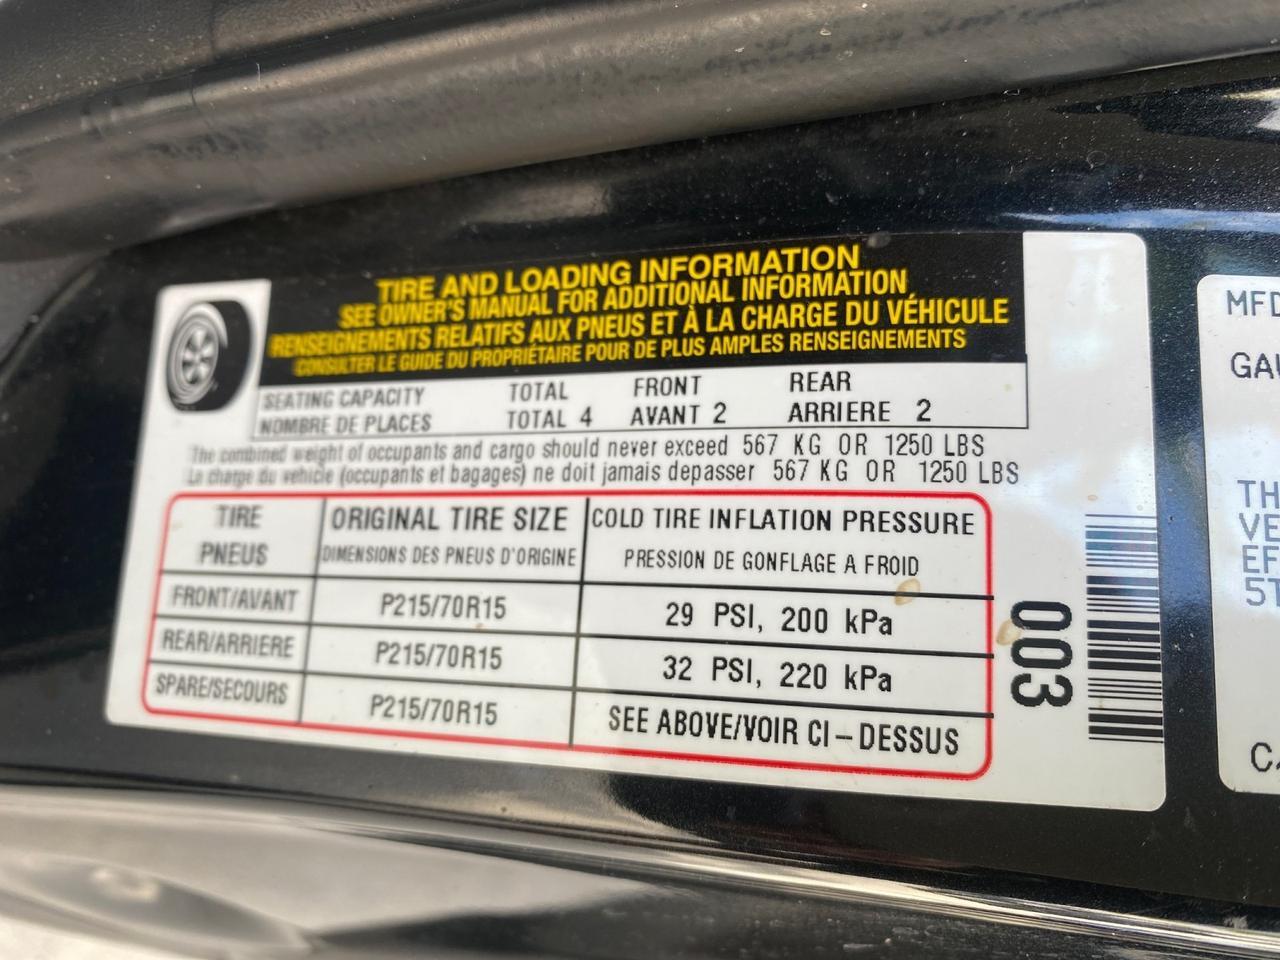 TIRE AND LOADING INFORMATION
SEE OWNER'S MANUAL FOR ADDITIONAL INFORMATION
RENSEIGNEMENTS RELATIFS AUX PNEUS ET À LA CHARGE DU VÉHICULE
CONSULTER LE GUIDE DU PROPRIÉTAIRE POUR DE PLUS AMPLES RENSEIGNEMENTS
SEATING CAPACITY TOTAL FRONT REAR
NOMBRE DE PLACES TOTAL 4 AVANT 2 ARRIERE 2
The combined weight of occupants and cargo should never exceed 567 KG OR 1250 LBS
La charge du vehicle (occupants et bagages) ne doit jamais depasser 567 KG OR 1250 LBS
TIRE ORIGINAL TIRE SIZE COLD TIRE INFLATION PRESSURE
PNEUS DIMENSIONS DES PNEUS D'ORIGINE PRESSION DE GONFLAGE A FROID
FRONT/AVANT P215/70R15 29 PSI, 200 kPa
REAR/ARRIERE P215/70R15 32 PSI, 220 kPa
SPARE/SECOURS P215/70R15 SEE ABOVE/VOIR CI-DESSUS
003
MFD
GAU
TH
VE
EF
5T